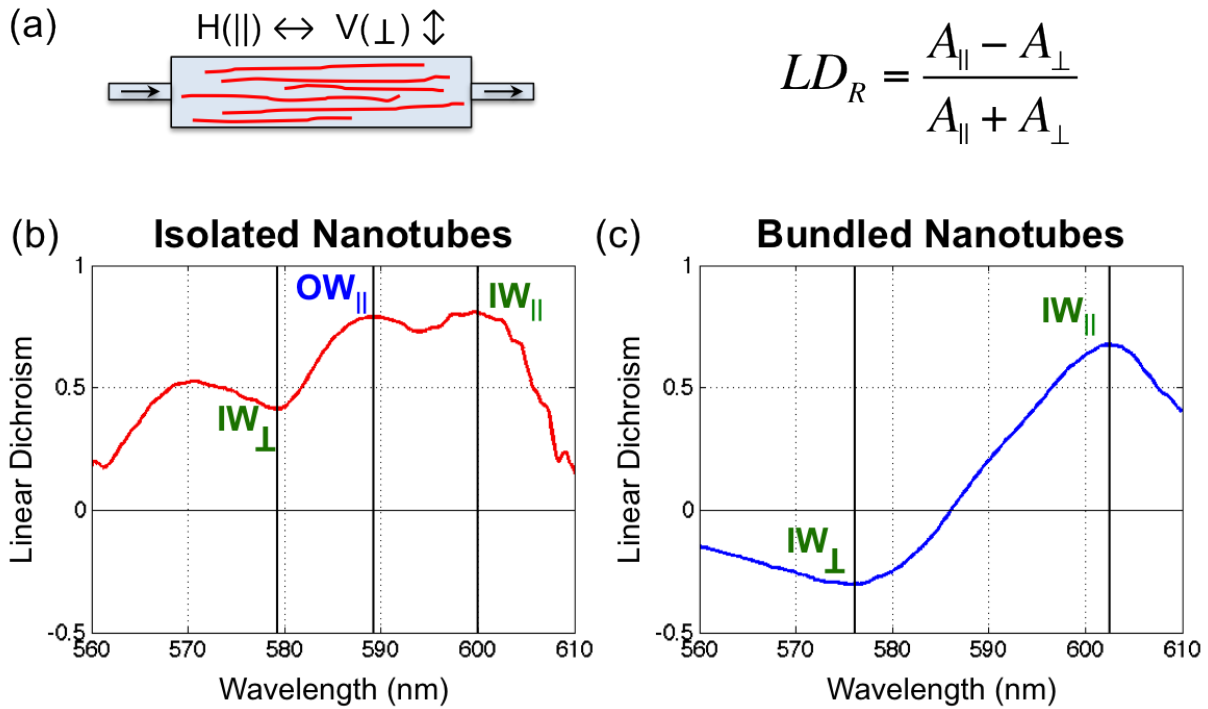 (a)
H(||) ↔ V(⊥) ↕
LD_R = (A_|| − A_⊥) / (A_|| + A_⊥)
(b) Isolated Nanotubes
1
0.5
0
-0.5
Linear Dichroism
OW_||
IW_||
IW_⊥
560 570 580 590 600 610
Wavelength (nm)
(c) Bundled Nanotubes
1
0.5
0
-0.5
Linear Dichroism
IW_||
IW_⊥
560 570 580 590 600 610
Wavelength (nm)